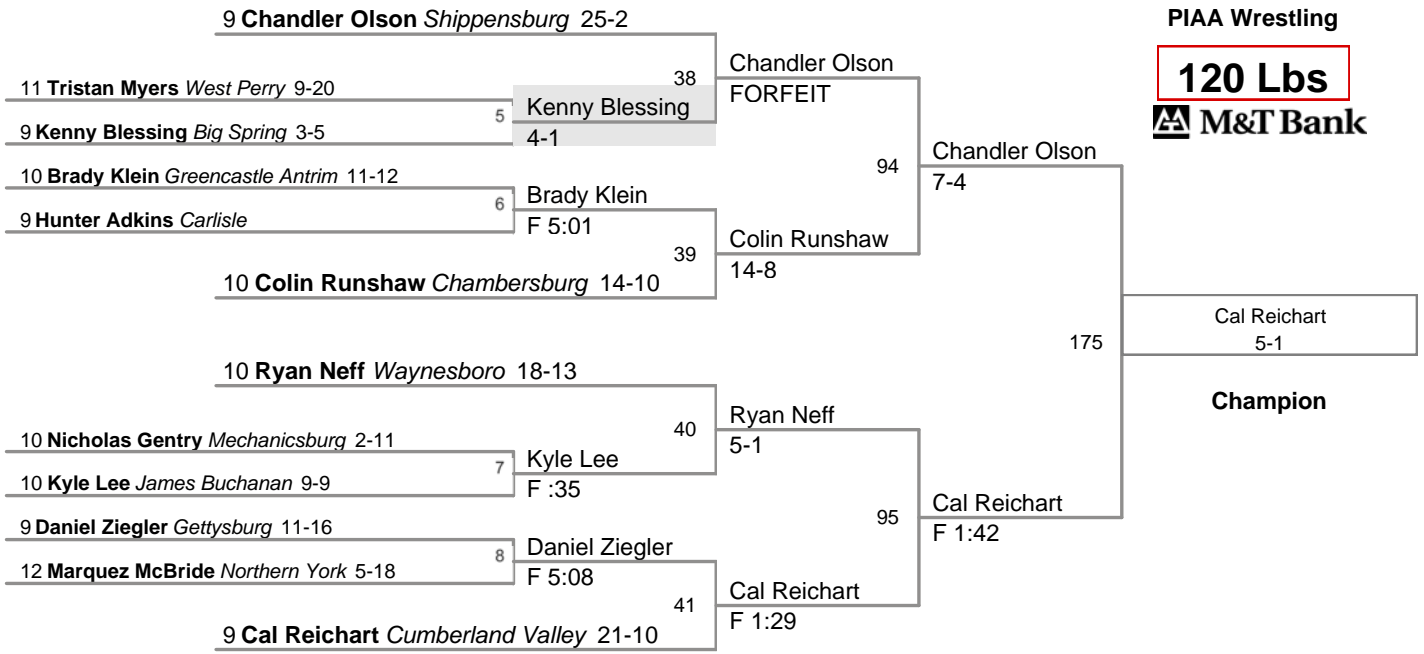 9 Chandler Olson Shippensburg 25-2
PIAA Wrestling
120 Lbs
M&T Bank
11 Tristan Myers West Perry 9-20
5
9 Kenny Blessing Big Spring 3-5
Kenny Blessing
4-1
38
Chandler Olson
FORFEIT
10 Brady Klein Greencastle Antrim 11-12
6
9 Hunter Adkins Carlisle
Brady Klein
F 5:01
39
10 Colin Runshaw Chambersburg 14-10
Colin Runshaw
14-8
94
Chandler Olson
7-4
10 Ryan Neff Waynesboro 18-13
10 Nicholas Gentry Mechanicsburg 2-11
7
10 Kyle Lee James Buchanan 9-9
Kyle Lee
F :35
40
Ryan Neff
5-1
9 Daniel Ziegler Gettysburg 11-16
8
12 Marquez McBride Northern York 5-18
Daniel Ziegler
F 5:08
41
9 Cal Reichart Cumberland Valley 21-10
Cal Reichart
F 1:29
95
Cal Reichart
F 1:42
175
Cal Reichart
5-1
Champion